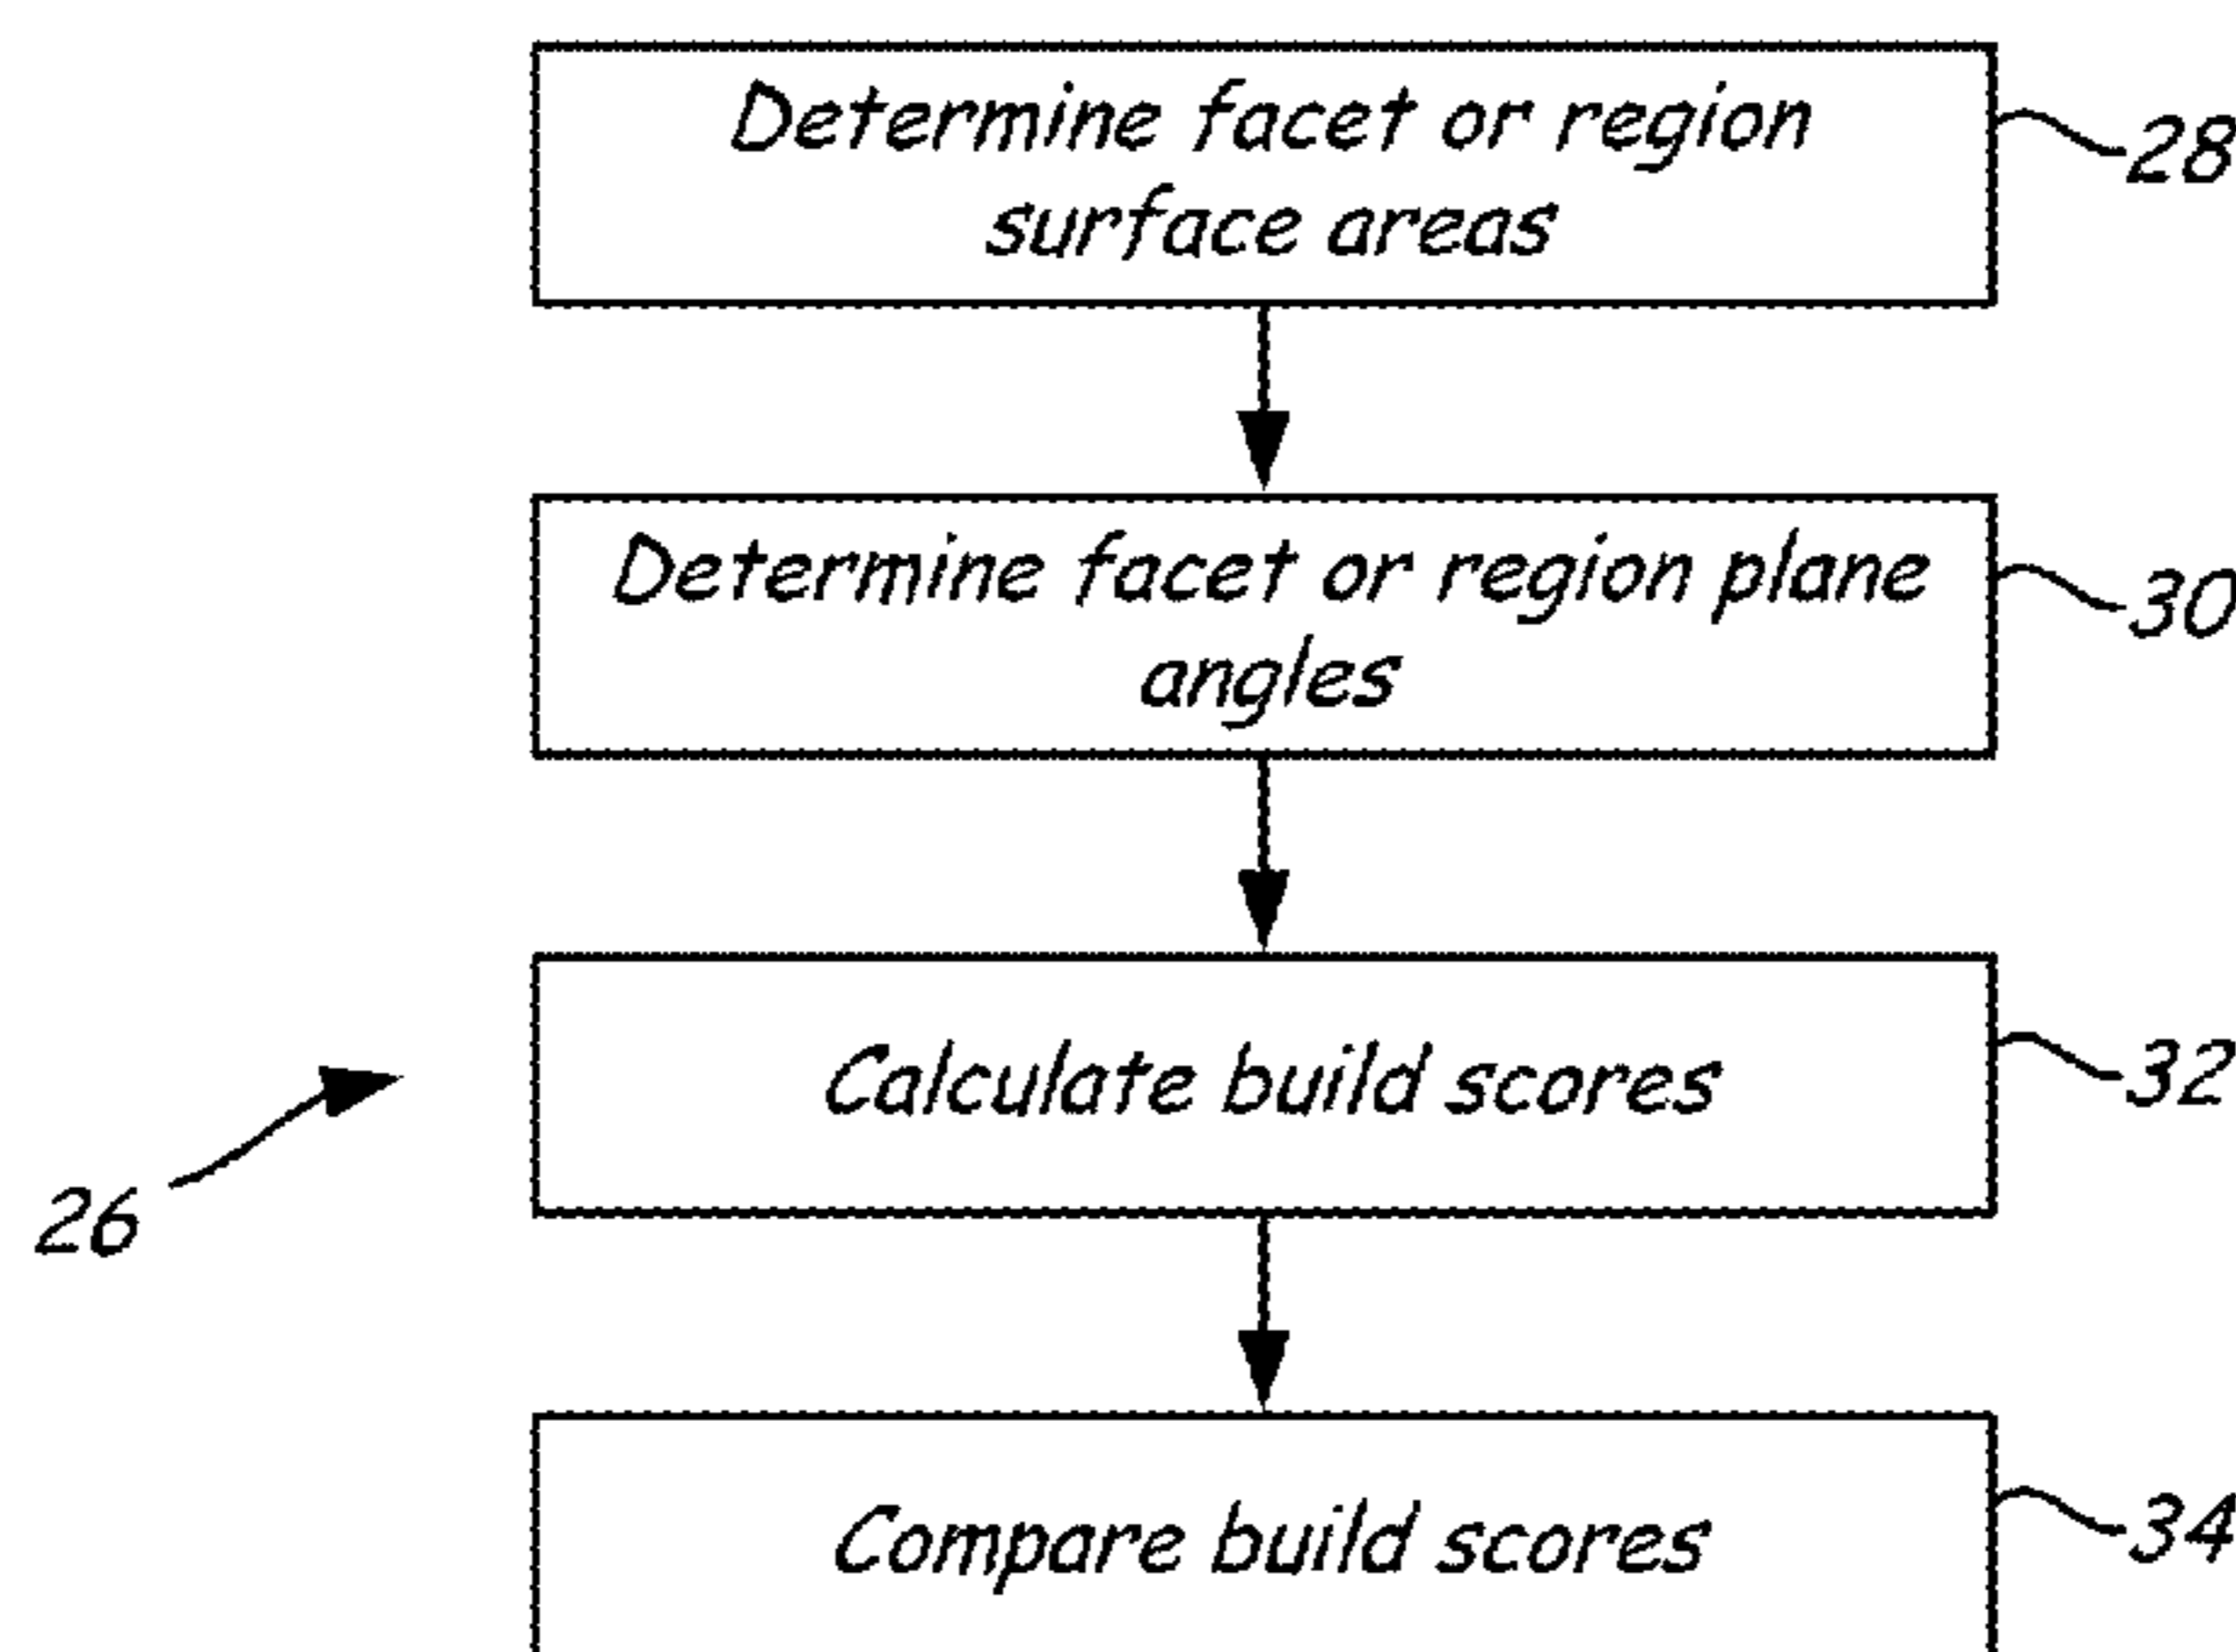 Determine facet or region
surface areas
28
Determine facet or region plane
angles
30
Calculate build scores
32
26
Compare build scores
34